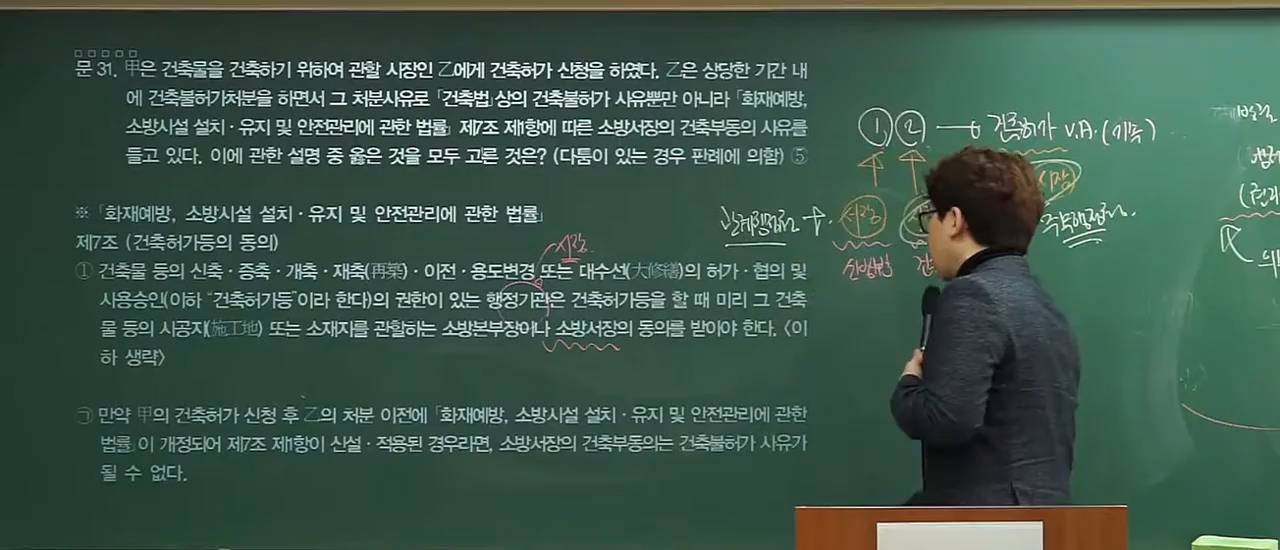 문 31. 甲은 건축물을 건축하기 위하여 관할 시장인 乙에게 건축허가 신청을 하였다. 乙은 상당한 기간 내
에 건축불허가처분을 하면서 그 처분사유로 「건축법」상의 건축불허가 사유뿐만 아니라 「화재예방,
소방시설 설치·유지 및 안전관리에 관한 법률」 제7조 제1항에 따른 소방서장의 건축부동의 사유를
들고 있다. 이에 관한 설명 중 옳은 것을 모두 고른 것은? (다툼이 있는 경우 판례에 의함) ⑤
※ 「화재예방, 소방시설 설치·유지 및 안전관리에 관한 법률」
제7조 (건축허가등의 동의)
① 건축물 등의 신축·증축·개축·재축(再築)·이전·용도변경 또는 대수선(大修繕)의 허가·협의 및
사용승인(이하 "건축허가등"이라 한다)의 권한이 있는 행정기관은 건축허가등을 할 때 미리 그 건축
물 등의 시공지(施工地) 또는 소재지를 관할하는 소방본부장이나 소방서장의 동의를 받아야 한다. 〈이
하 생략〉
㉠ 만약 甲의 건축허가 신청 후 乙의 처분 이전에 「화재예방, 소방시설 설치·유지 및 안전관리에 관한
법률」이 개정되어 제7조 제1항이 신설·적용된 경우라면, 소방서장의 건축부동의는 건축불허가 사유가
될 수 없다.
시장
① ② → 건축허가 V.A. (기속)
시장
서장
소방법